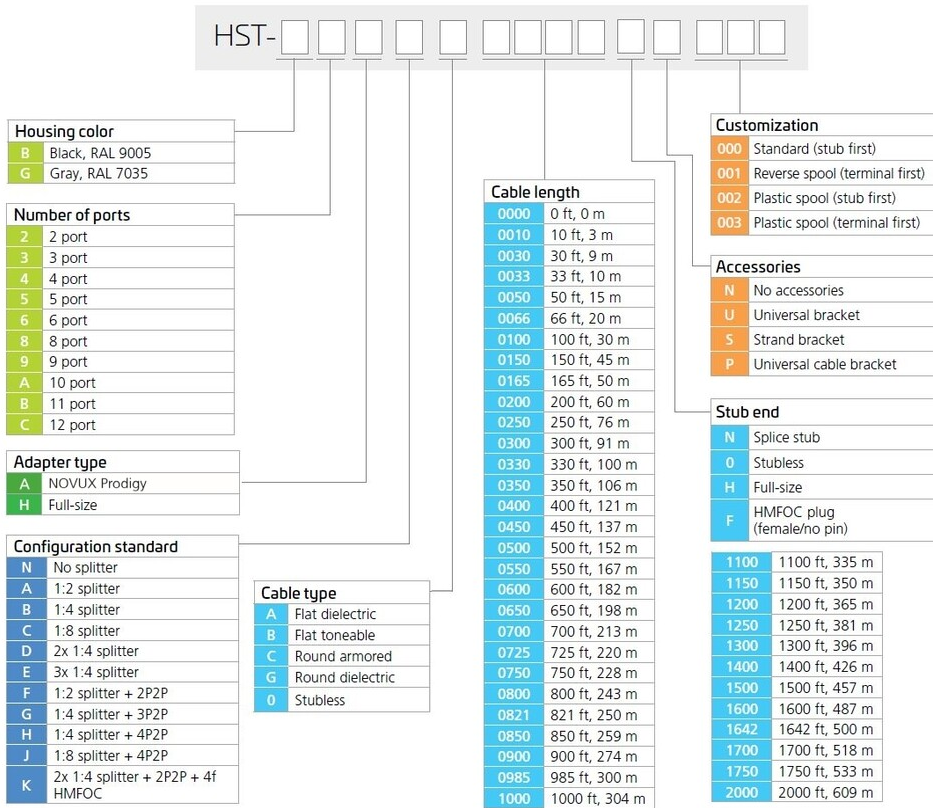 HST-
Housing color
B Black, RAL 9005
G Gray, RAL 7035
Number of ports
2 2 port
3 3 port
4 4 port
5 5 port
6 6 port
8 8 port
9 9 port
A 10 port
B 11 port
C 12 port
Adapter type
A NOVUX Prodigy
H Full-size
Configuration standard
N No splitter
A 1:2 splitter
B 1:4 splitter
C 1:8 splitter
D 2x 1:4 splitter
E 3x 1:4 splitter
F 1:2 splitter + 2P2P
G 1:4 splitter + 3P2P
H 1:4 splitter + 4P2P
J 1:8 splitter + 4P2P
K 2x 1:4 splitter + 2P2P + 4f
HMFOC
Cable type
A Flat dielectric
B Flat toneable
C Round armored
G Round dielectric
0 Stubless
Cable length
0000 0 ft, 0 m
0010 10 ft, 3 m
0030 30 ft, 9 m
0033 33 ft, 10 m
0050 50 ft, 15 m
0066 66 ft, 20 m
0100 100 ft, 30 m
0150 150 ft, 45 m
0165 165 ft, 50 m
0200 200 ft, 60 m
0250 250 ft, 76 m
0300 300 ft, 91 m
0330 330 ft, 100 m
0350 350 ft, 106 m
0400 400 ft, 121 m
0450 450 ft, 137 m
0500 500 ft, 152 m
0550 550 ft, 167 m
0600 600 ft, 182 m
0650 650 ft, 198 m
0700 700 ft, 213 m
0725 725 ft, 220 m
0750 750 ft, 228 m
0800 800 ft, 243 m
0821 821 ft, 250 m
0850 850 ft, 259 m
0900 900 ft, 274 m
0985 985 ft, 300 m
1000 1000 ft, 304 m
1100 1100 ft, 335 m
1150 1150 ft, 350 m
1200 1200 ft, 365 m
1250 1250 ft, 381 m
1300 1300 ft, 396 m
1400 1400 ft, 426 m
1500 1500 ft, 457 m
1600 1600 ft, 487 m
1642 1642 ft, 500 m
1700 1700 ft, 518 m
1750 1750 ft, 533 m
2000 2000 ft, 609 m
Stub end
N Splice stub
0 Stubless
H Full-size
F HMFOC plug
(female/no pin)
Accessories
N No accessories
U Universal bracket
S Strand bracket
P Universal cable bracket
Customization
000 Standard (stub first)
001 Reverse spool (terminal first)
002 Plastic spool (stub first)
003 Plastic spool (terminal first)